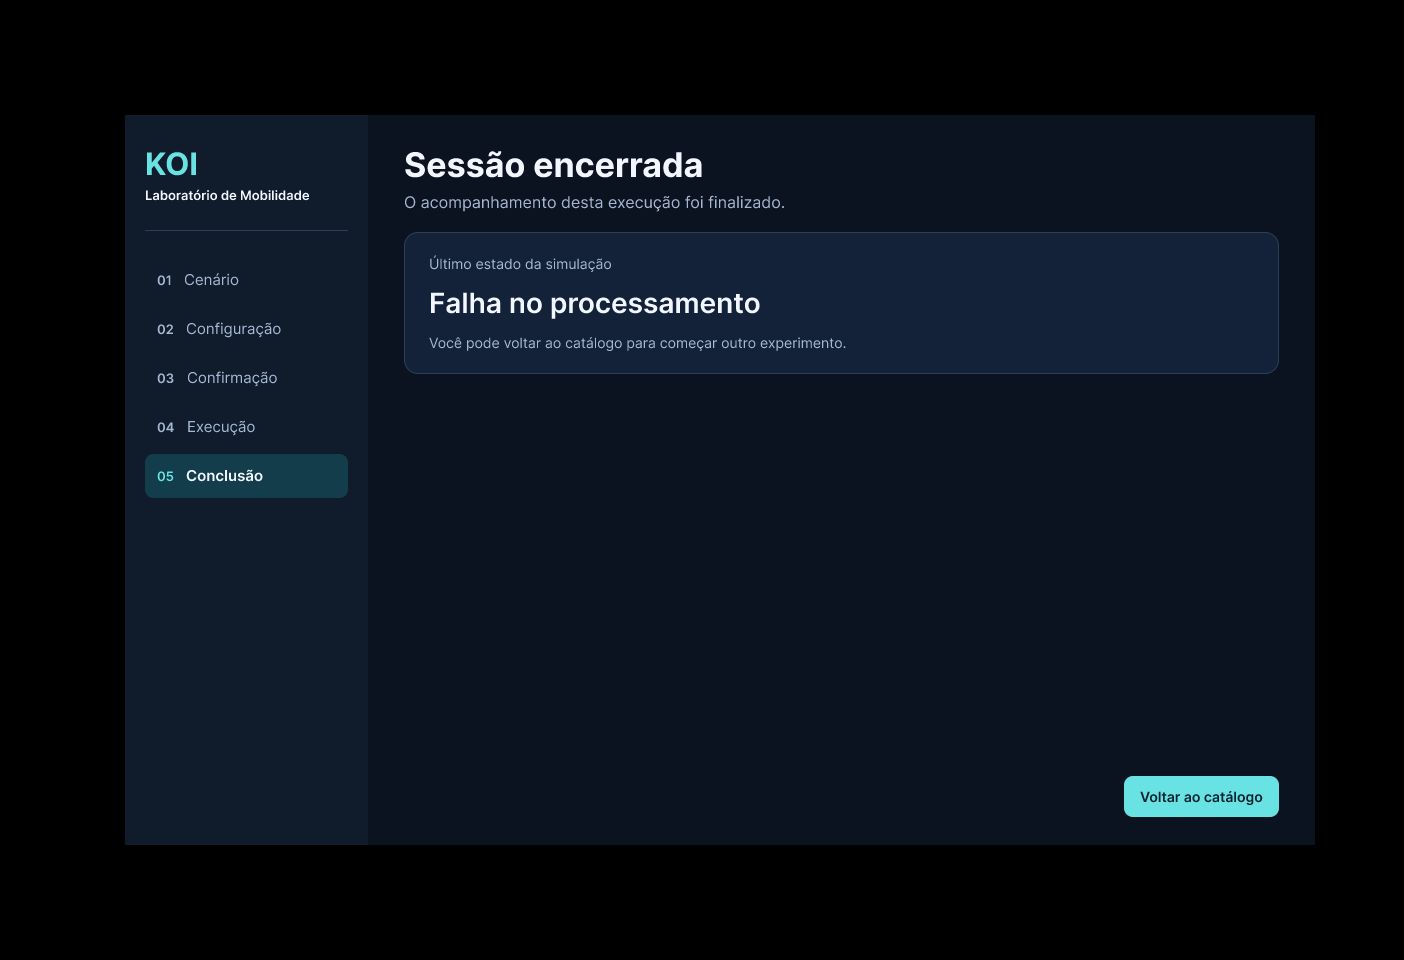 KOI
Laboratório de Mobilidade
01 Cenário
02 Configuração
03 Confirmação
04 Execução
05 Conclusão
Sessão encerrada
O acompanhamento desta execução foi finalizado.
Último estado da simulação
Falha no processamento
Você pode voltar ao catálogo para começar outro experimento.
Voltar ao catálogo